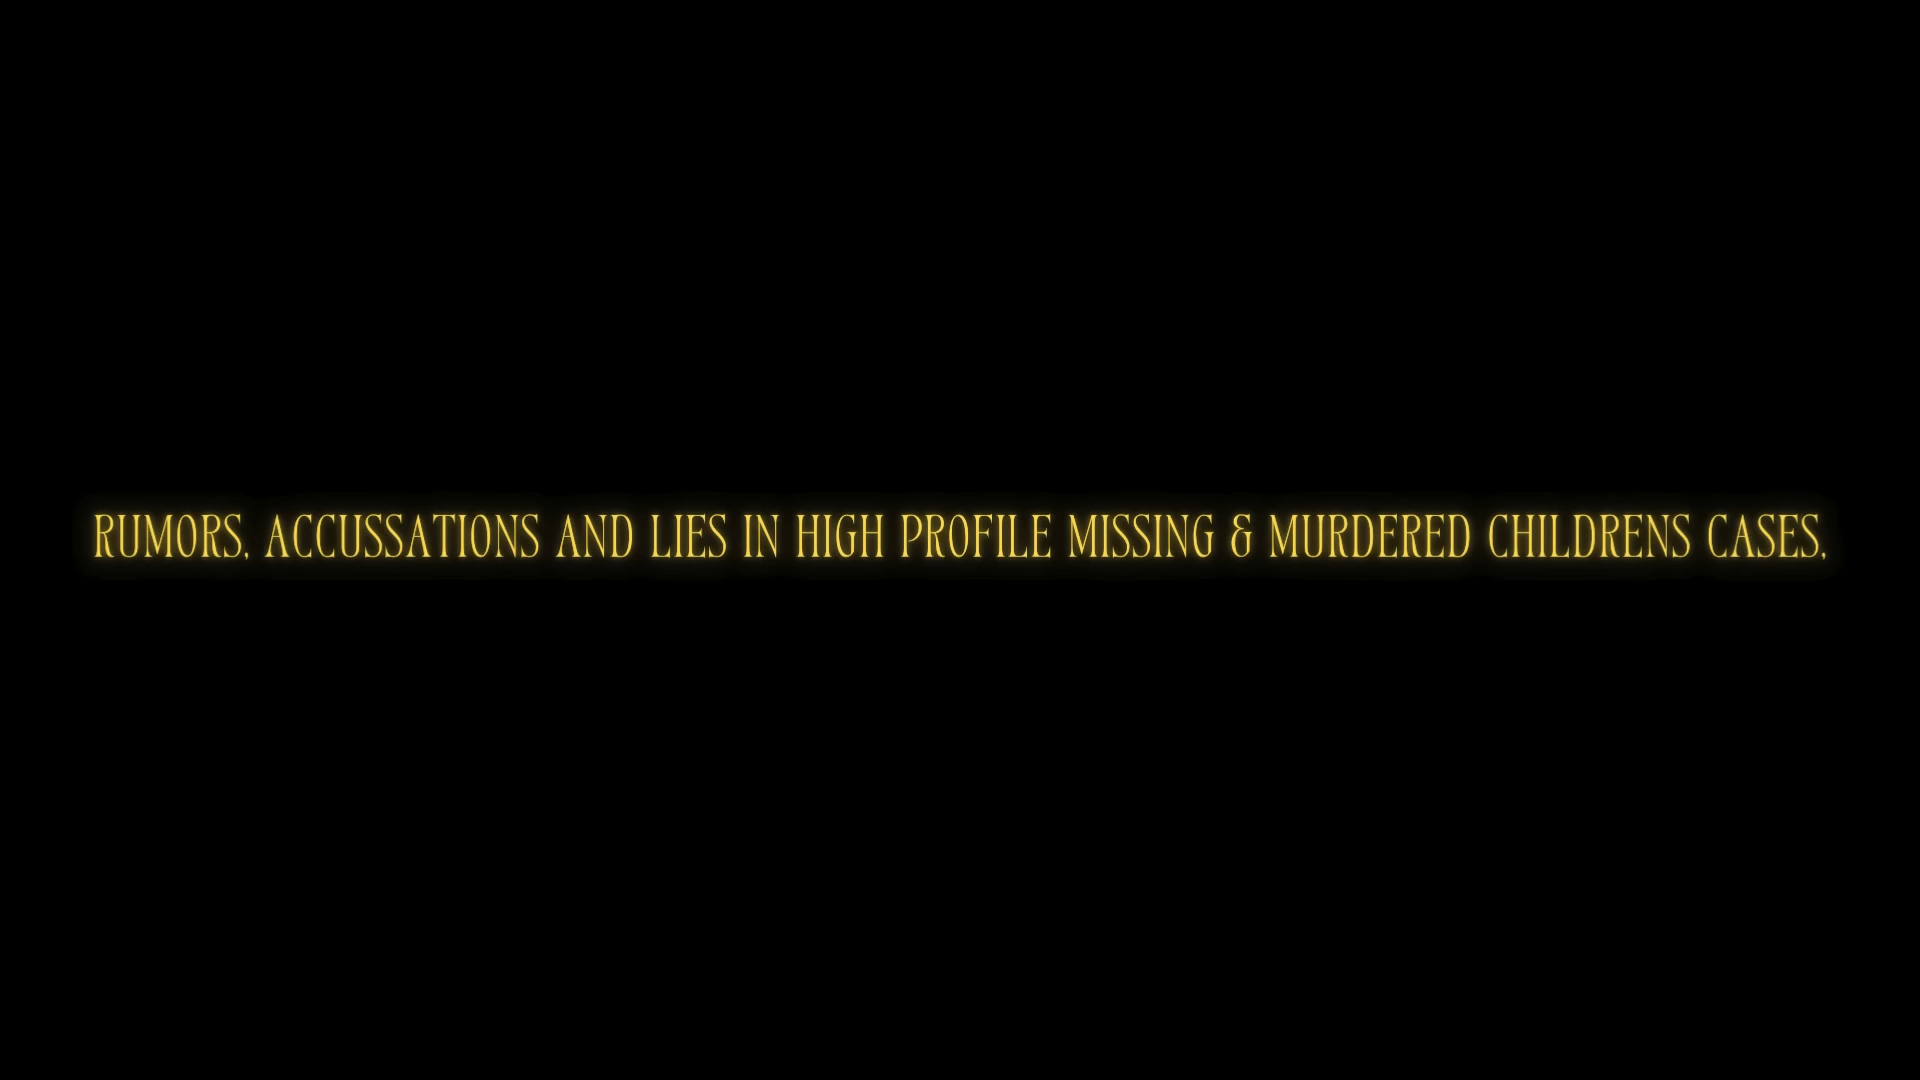 RUMORS, ACCUSSATIONS AND LIES IN HIGH PROFILE MISSING & MURDERED CHILDRENS CASES,